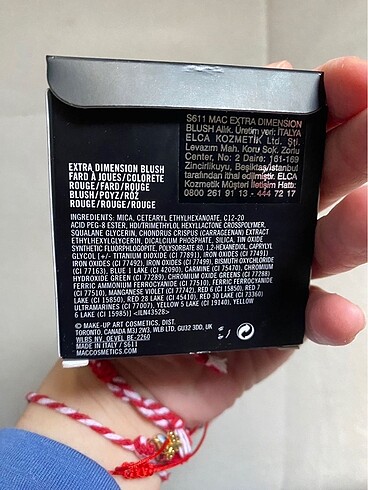 S611 MAC EXTRA DIMENSION
BLUSH Allık. Üretim yeri: İTALYA
ELCA KOZMETİK Ltd. Şti.
Levazım Mah. Koru Sok. Zorlu
Center, No: 2 Daire: 161-169
Zincirlikuyu, Beşiktaş/İstanbul
tarafından ithal edilmiştir. ELCA
Kozmetik Müşteri İletişim Hattı:
0800 261 91 13 - 444 72 17
EXTRA DIMENSION BLUSH
FARD À JOUES/COLORETE
ROUGE/FARD/ROUGE
BLUSH/POYZ/RÓŻ
ROUGE/ROUGE/ROUGE
INGREDIENTS: MICA, CETEARYL ETHYLHEXANOATE, C12-20
ACID PEG-8 ESTER, HDI/TRIMETHYLOL HEXYLLACTONE CROSSPOLYMER,
SQUALANE GLYCERIN, CHONDRUS CRISPUS (CARRAGEENAN) EXTRACT
ETHYLHEXYLGLYCERIN, DICALCIUM PHOSPHATE, SILICA, TIN OXIDE
SYNTHETIC FLUORPHLOGOPITE, POLYSORBATE 80, 1,2-HEXANEDIOL, CAPRYLYL
GLYCOL [+/- TITANIUM DIOXIDE (CI 77891), IRON OXIDES (CI 77491)
IRON OXIDES (CI 77492), IRON OXIDES (CI 77499), BISMUTH OXYCHLORIDE
(CI 77163), BLUE 1 LAKE (CI 42090), CARMINE (CI 75470), CHROMIUM
HYDROXIDE GREEN (CI 77289), CHROMIUM OXIDE GREENS (CI 77288)
FERRIC AMMONIUM FERROCYANIDE (CI 77510), FERRIC FERROCYANIDE
(CI 77510), MANGANESE VIOLET (CI 77742), RED 6 (CI 15850), RED 7
LAKE (CI 15850), RED 28 LAKE (CI 45410), RED 30 LAKE (CI 73360)
ULTRAMARINES (CI 77007), YELLOW 5 LAKE (CI 19140), YELLOW
6 LAKE (CI 15985)] <ILN43528>
© MAKE-UP ART COSMETICS, DIST.
TORONTO, CANADA M3J 2W3, WLB LTD, GU32 3DD, UK
WLBS NV, OEVEL BE-2260
MADE IN ITALY / S611
MACCOSMETICS.COM